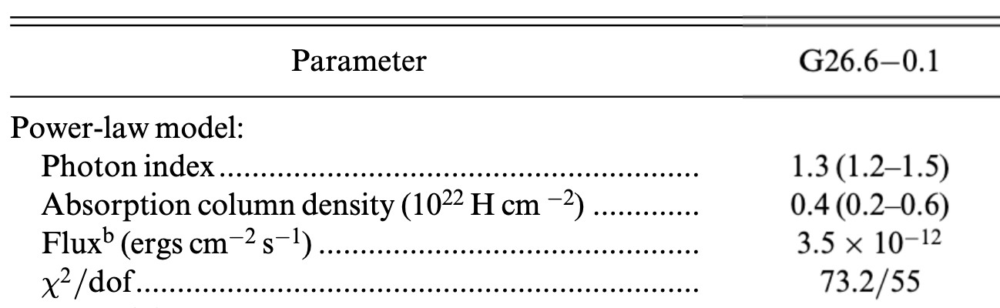 Parameter G26.6−0.1
Power-law model:
Photon index........................................................ 1.3 (1.2–1.5)
Absorption column density (10²² H cm ⁻²) ............. 0.4 (0.2–0.6)
Fluxᵇ (ergs cm⁻² s⁻¹)............................................ 3.5 × 10⁻¹²
χ²/dof................................................................. 73.2/55